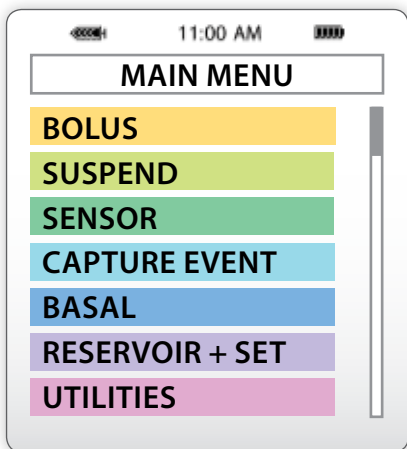 11:00 AM
MAIN MENU
BOLUS
SUSPEND
SENSOR
CAPTURE EVENT
BASAL
RESERVOIR + SET
UTILITIES